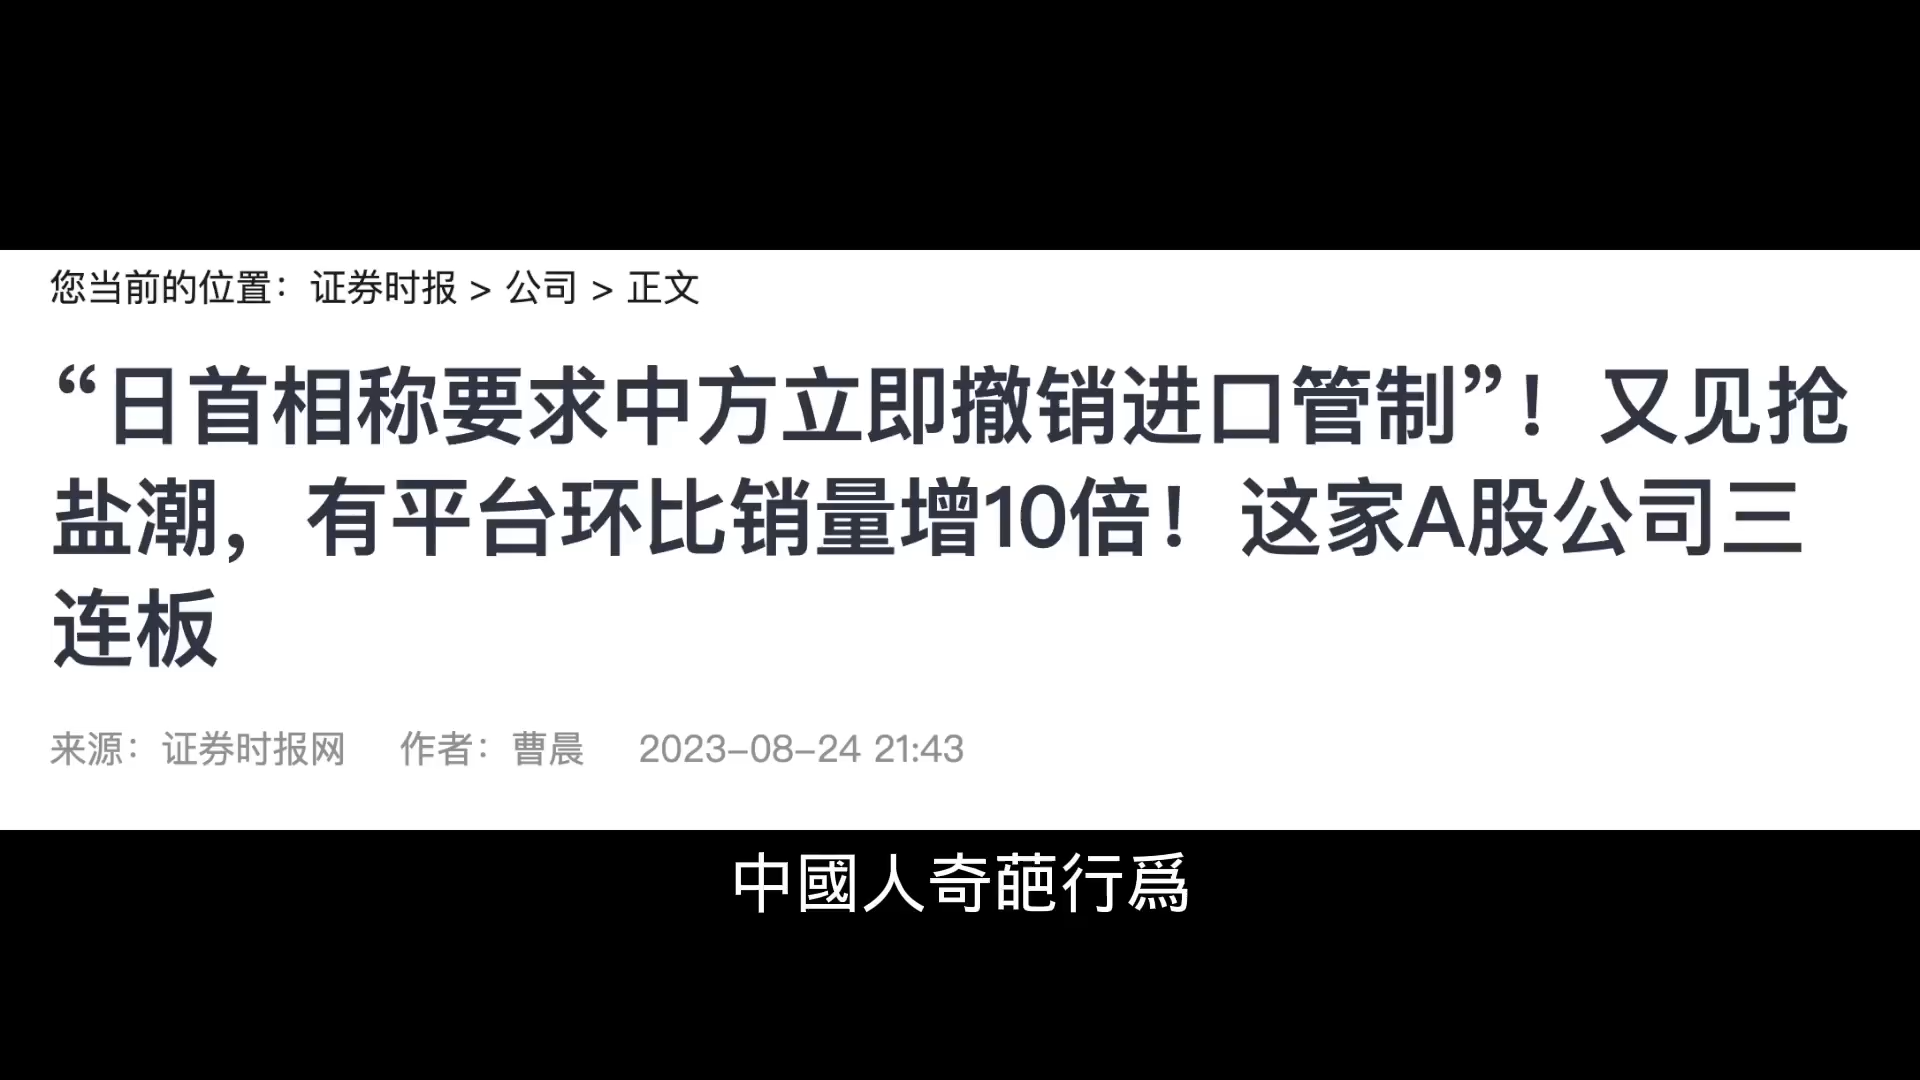 您当前的位置：证券时报 > 公司 > 正文
“日首相称要求中方立即撤销进口管制”！又见抢
盐潮，有平台环比销量增10倍！这家A股公司三
连板
来源：证券时报网 作者：曹晨 2023-08-24 21:43
中國人奇葩行爲